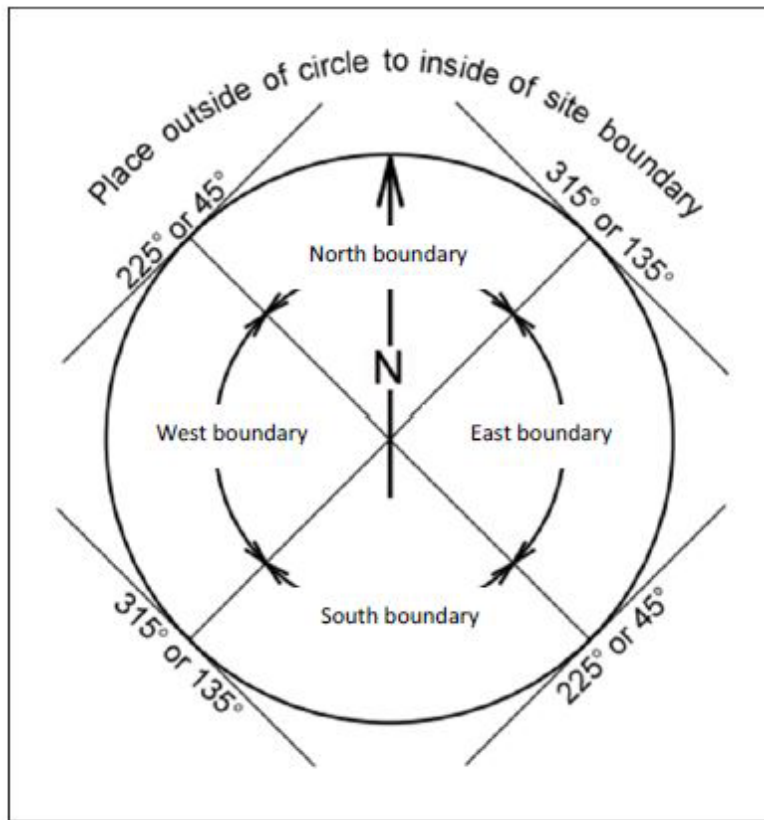 Place outside of circle to inside of site boundary
225° or 45°
315° or 135°
North boundary
N
West boundary
East boundary
South boundary
315° or 135°
225° or 45°